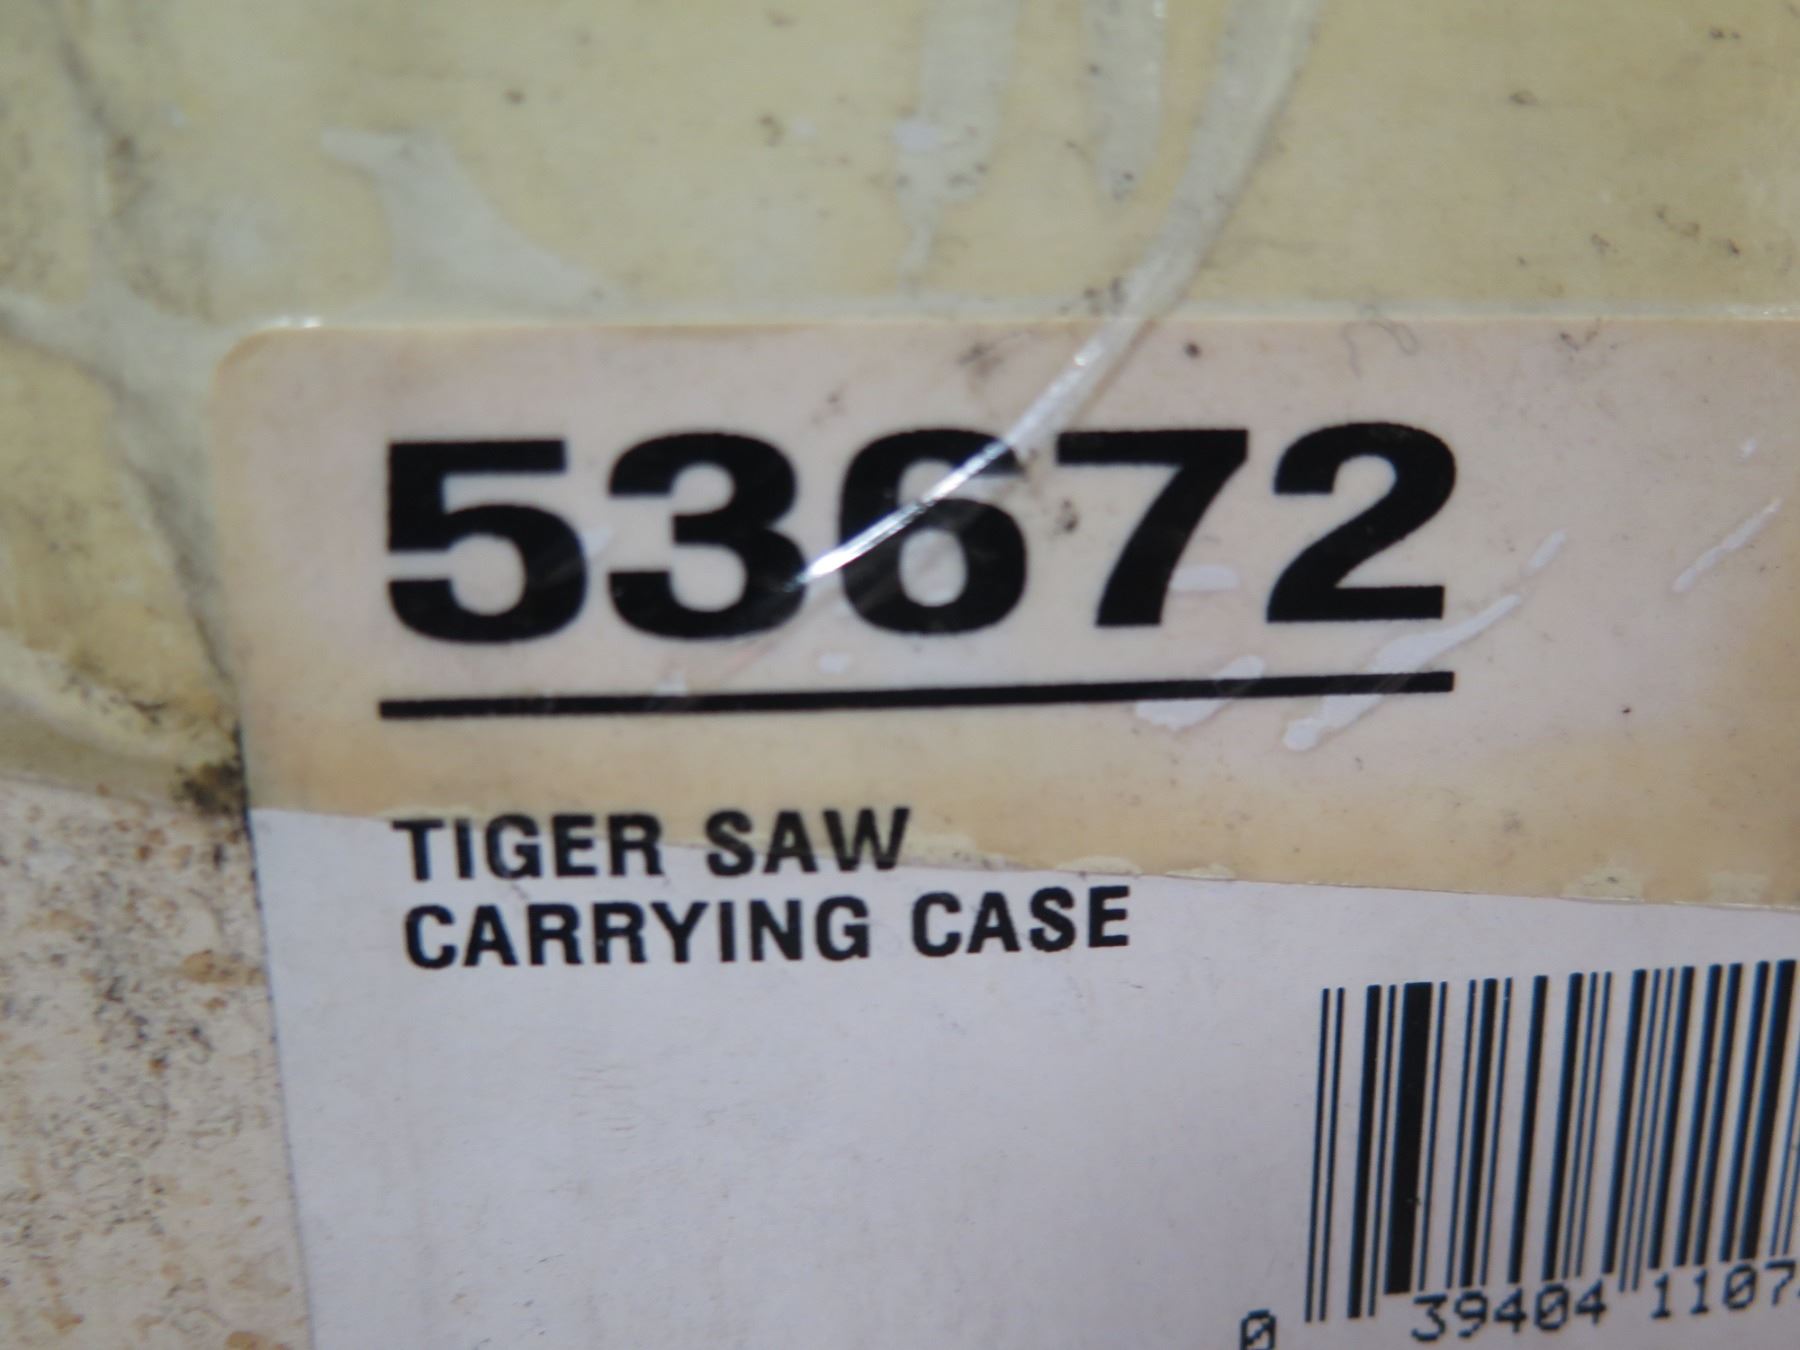 53672
TIGER SAW
CARRYING CASE
0 39404 1107